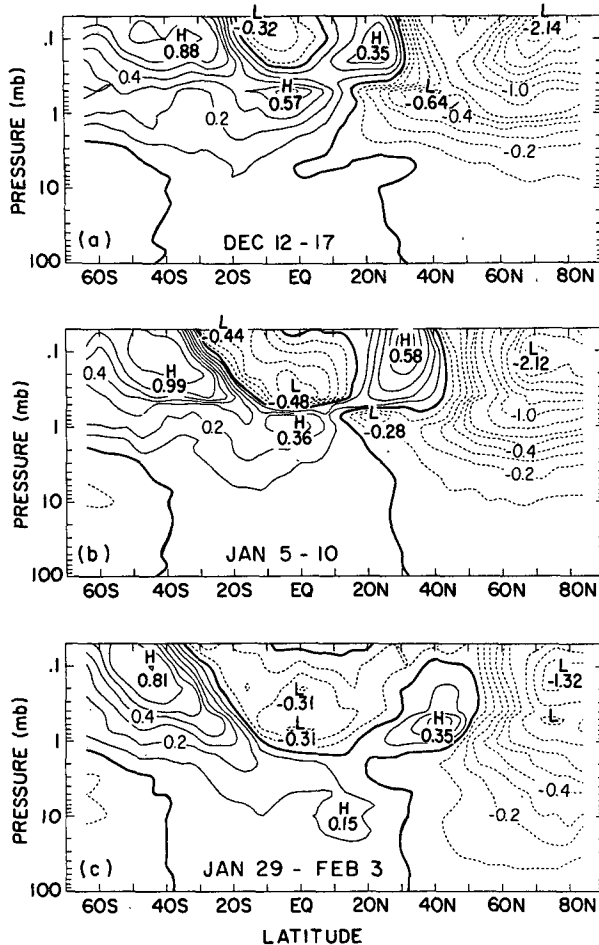 L
-0.32
L
.1
H
0.88
H
0.35
-2.14
0.4
H
0.57
L
-0.64
-1.0
-0.4
1
0.2
-0.2
10
PRESSURE (mb)
(a)
DEC 12 - 17
100
60S 40S 20S EQ 20N 40N 60N 80N
L
-0.44
.1
H
0.58
L
-2.12
0.4
H
0.99
L
-0.48
1
0.2
H
0.36
L
-0.28
-1.0
-0.4
-0.2
10
PRESSURE (mb)
(b)
JAN 5 - 10
100
60S 40S 20S EQ 20N 40N 60N 80N
.1
H
0.81
L
-0.31
L
-1.32
0.4
L
-0.31
H
0.35
L
1
0.2
-0.4
H
0.15
-0.2
10
PRESSURE (mb)
(c)
JAN 29 - FEB 3
100
60S 40S 20S EQ 20N 40N 60N 80N
LATITUDE